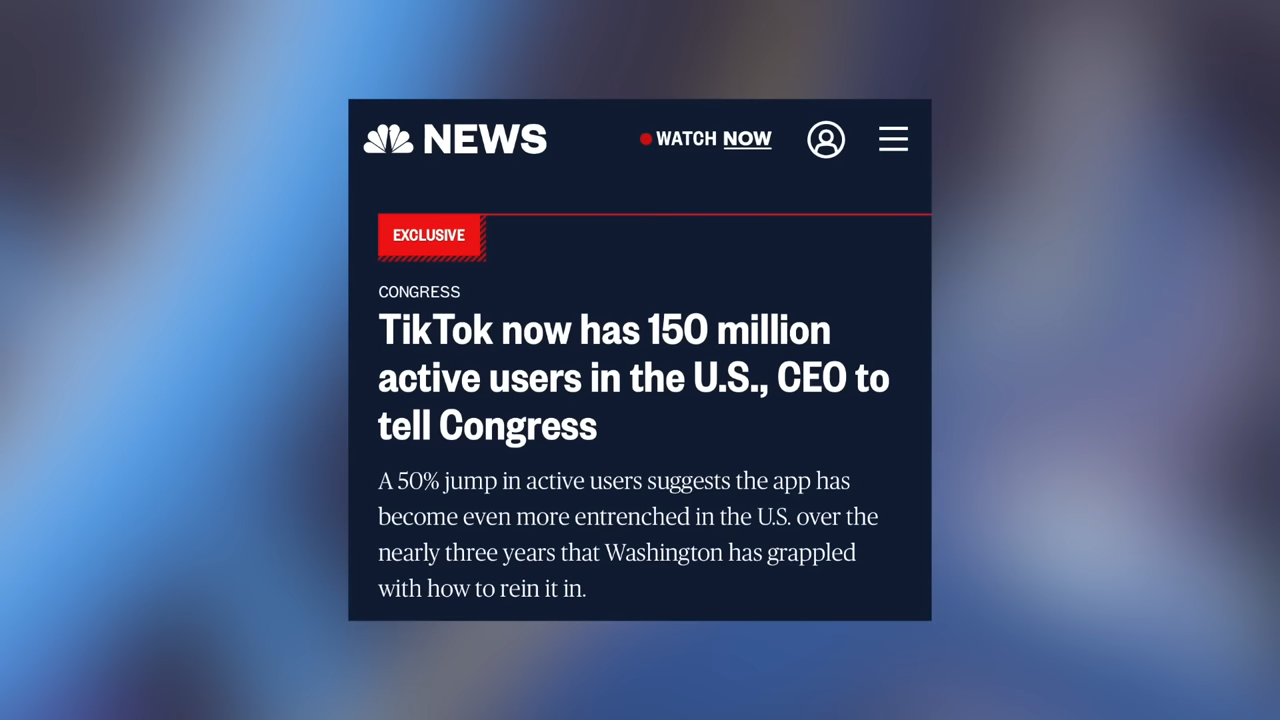 NEWS
WATCH NOW
EXCLUSIVE
CONGRESS
TikTok now has 150 million
active users in the U.S., CEO to
tell Congress
A 50% jump in active users suggests the app has
become even more entrenched in the U.S. over the
nearly three years that Washington has grappled
with how to rein it in.